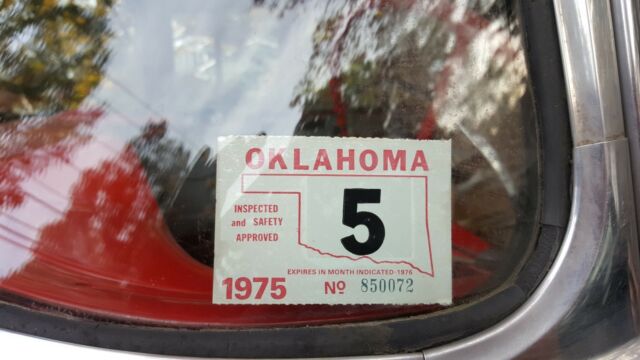 OKLAHOMA
INSPECTED
and SAFETY
APPROVED
5
EXPIRES IN MONTH INDICATED-1976
1975 Nº 850072